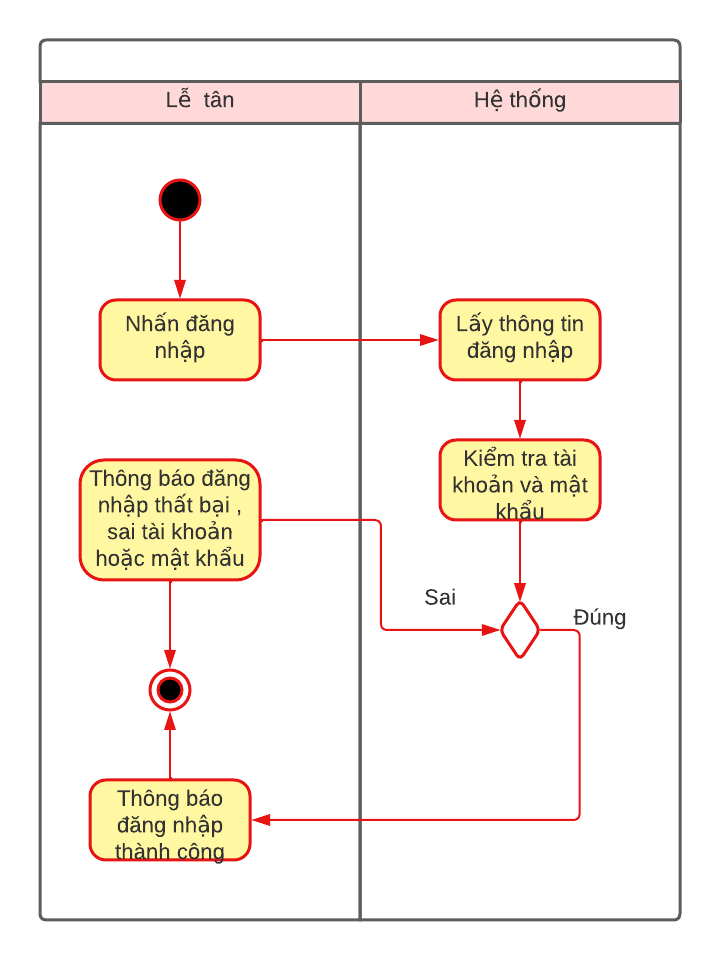 Lễ tân
Hệ thống
Nhấn đăng
nhập
Lấy thông tin
đăng nhập
Kiểm tra tài
khoản và mật
khẩu
Thông báo đăng
nhập thất bại ,
sai tài khoản
hoặc mật khẩu
Sai
Đúng
Thông báo
đăng nhập
thành công